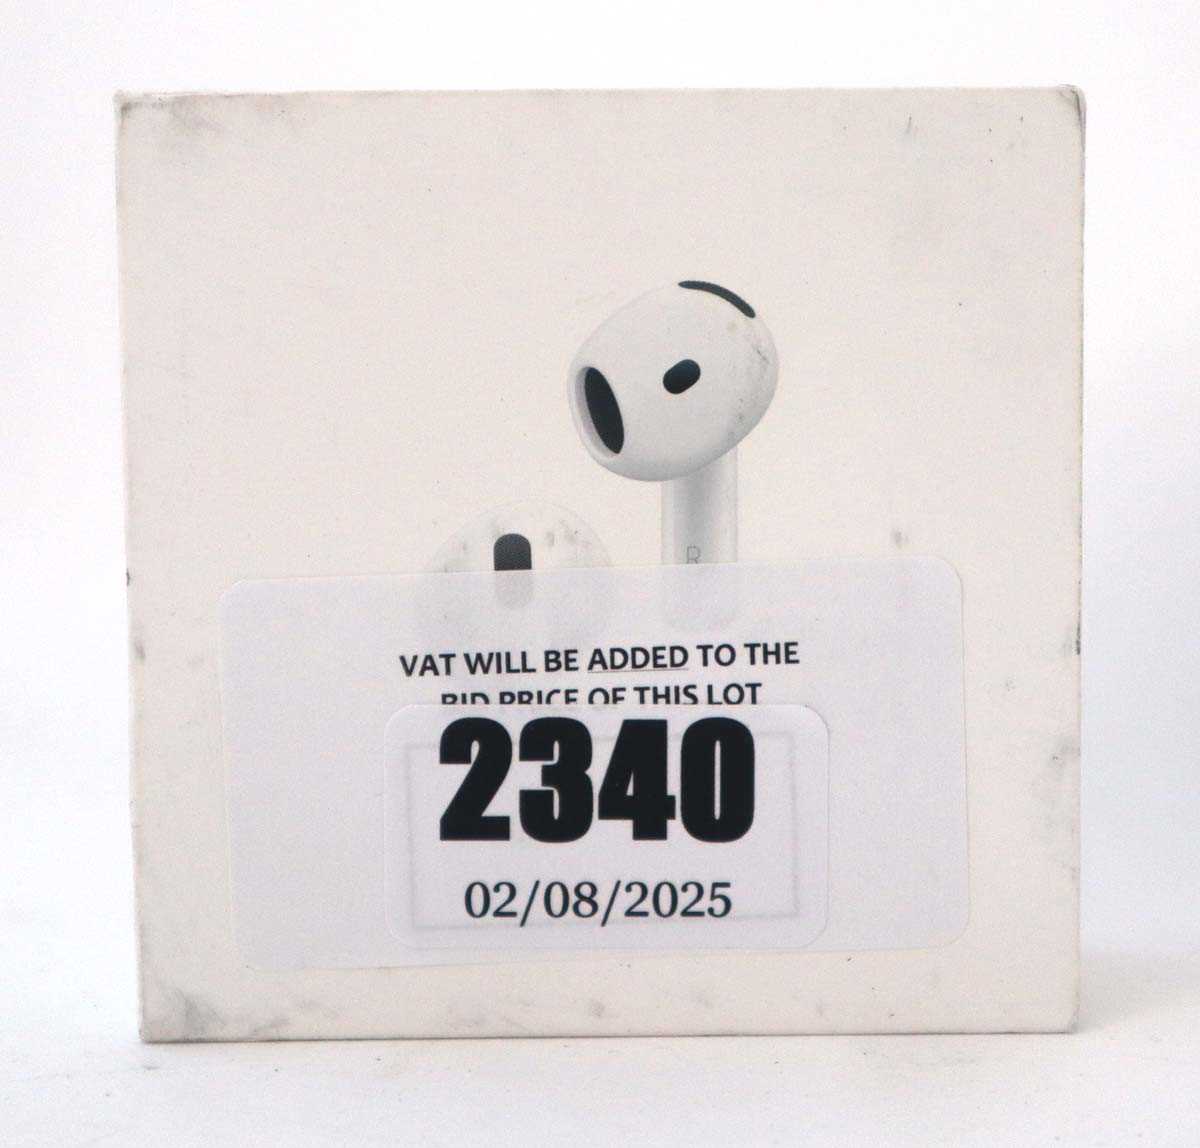 R
VAT WILL BE ADDED TO THE
BID PRICE OF THIS LOT
2340
02/08/2025